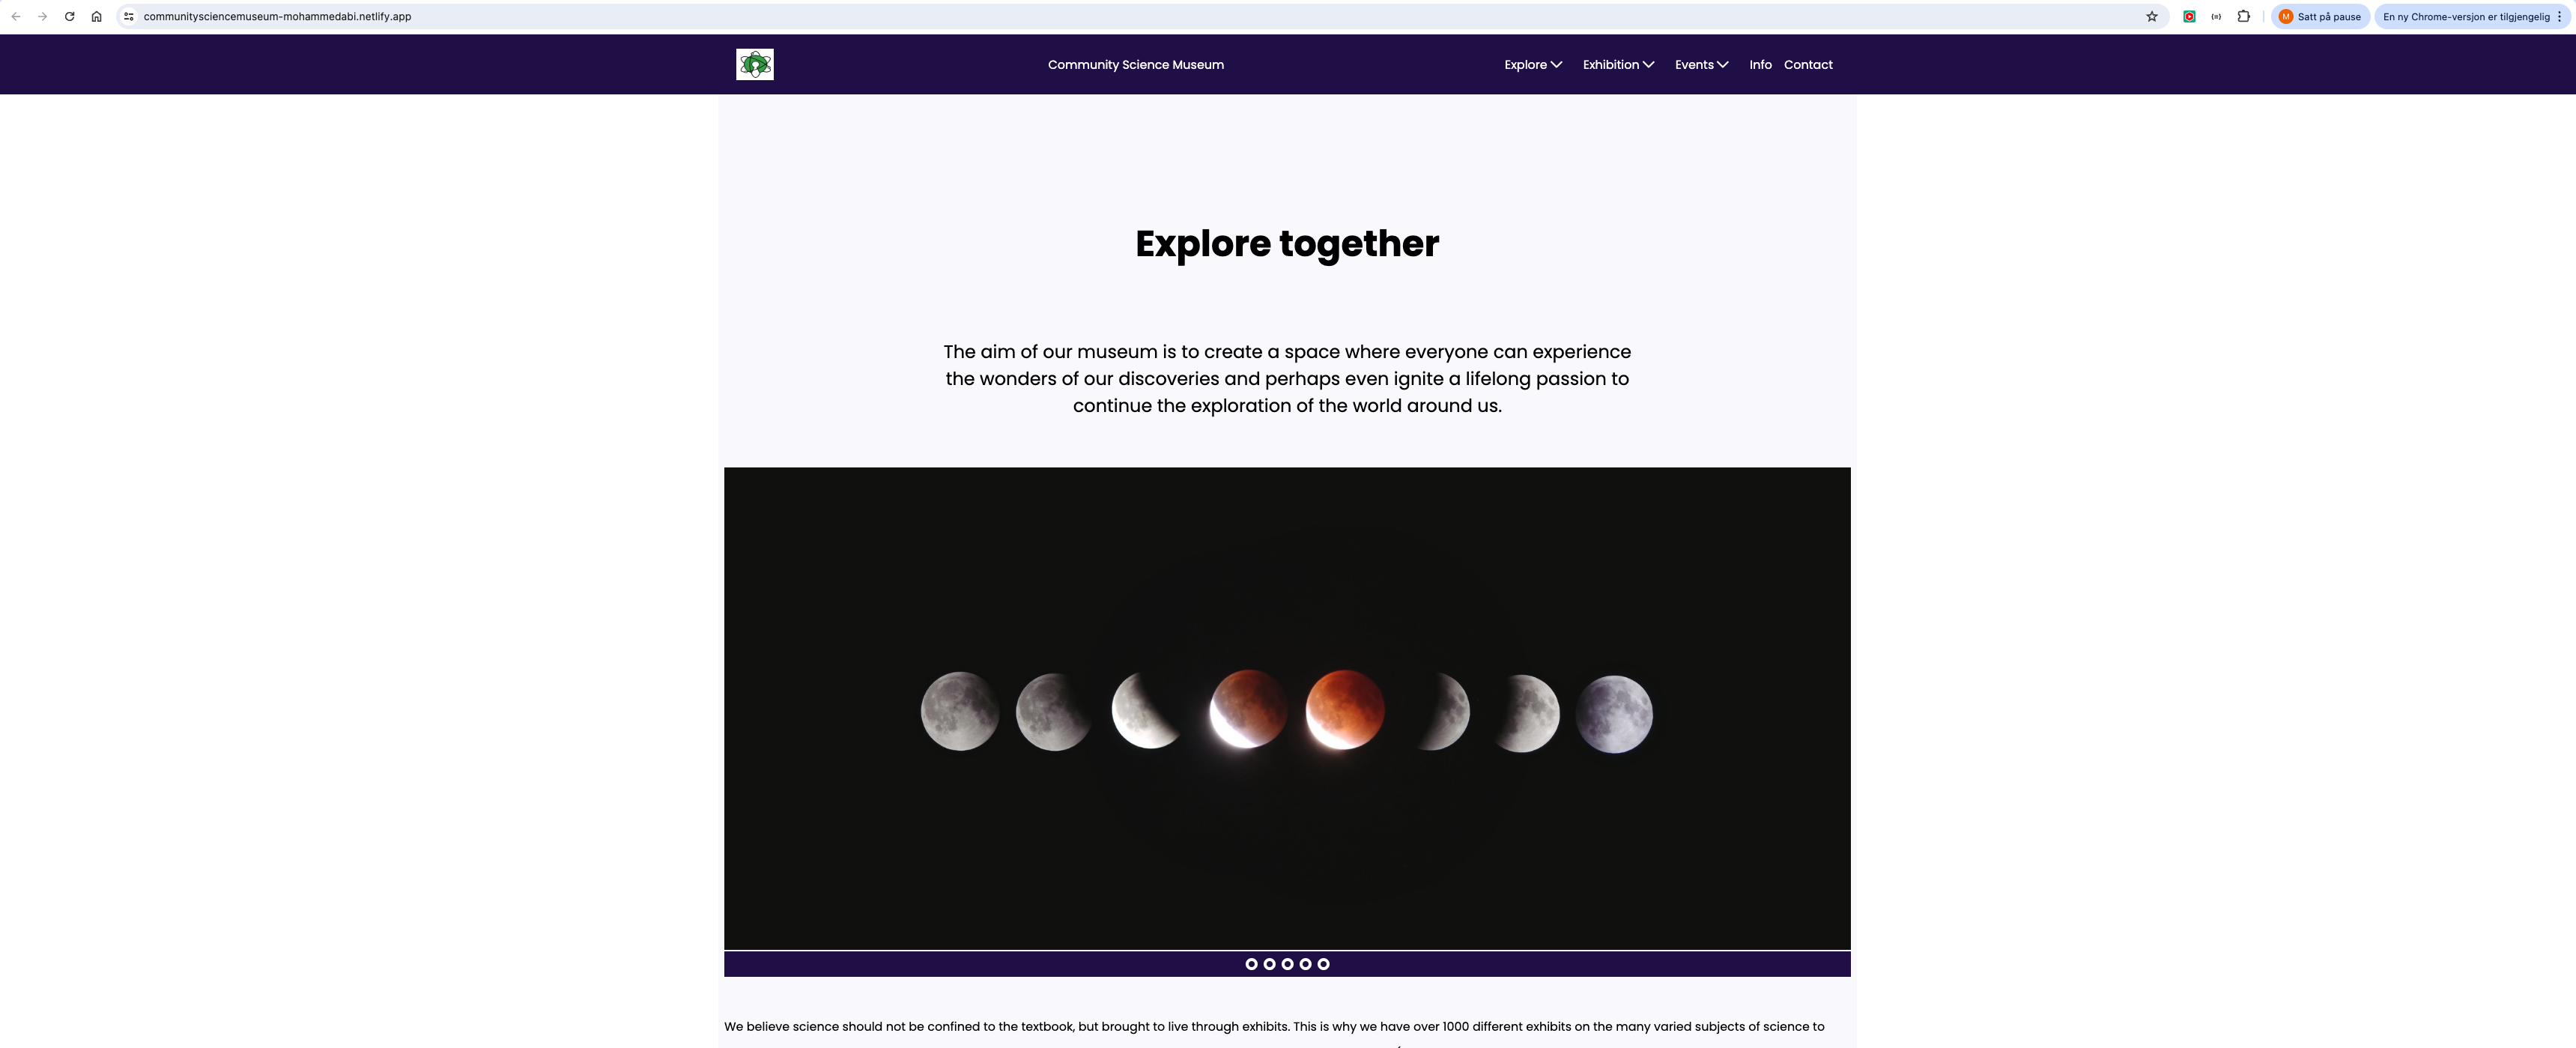 communitysciencemuseum-mohammedabi.netlify.app
Satt på pause
En ny Chrome-versjon er tilgjengelig
Community Science Museum
Explore
Exhibition
Events
Info
Contact
Explore together
The aim of our museum is to create a space where everyone can experience
the wonders of our discoveries and perhaps even ignite a lifelong passion to
continue the exploration of the world around us.
We believe science should not be confined to the textbook, but brought to live through exhibits. This is why we have over 1000 different exhibits on the many varied subjects of science to